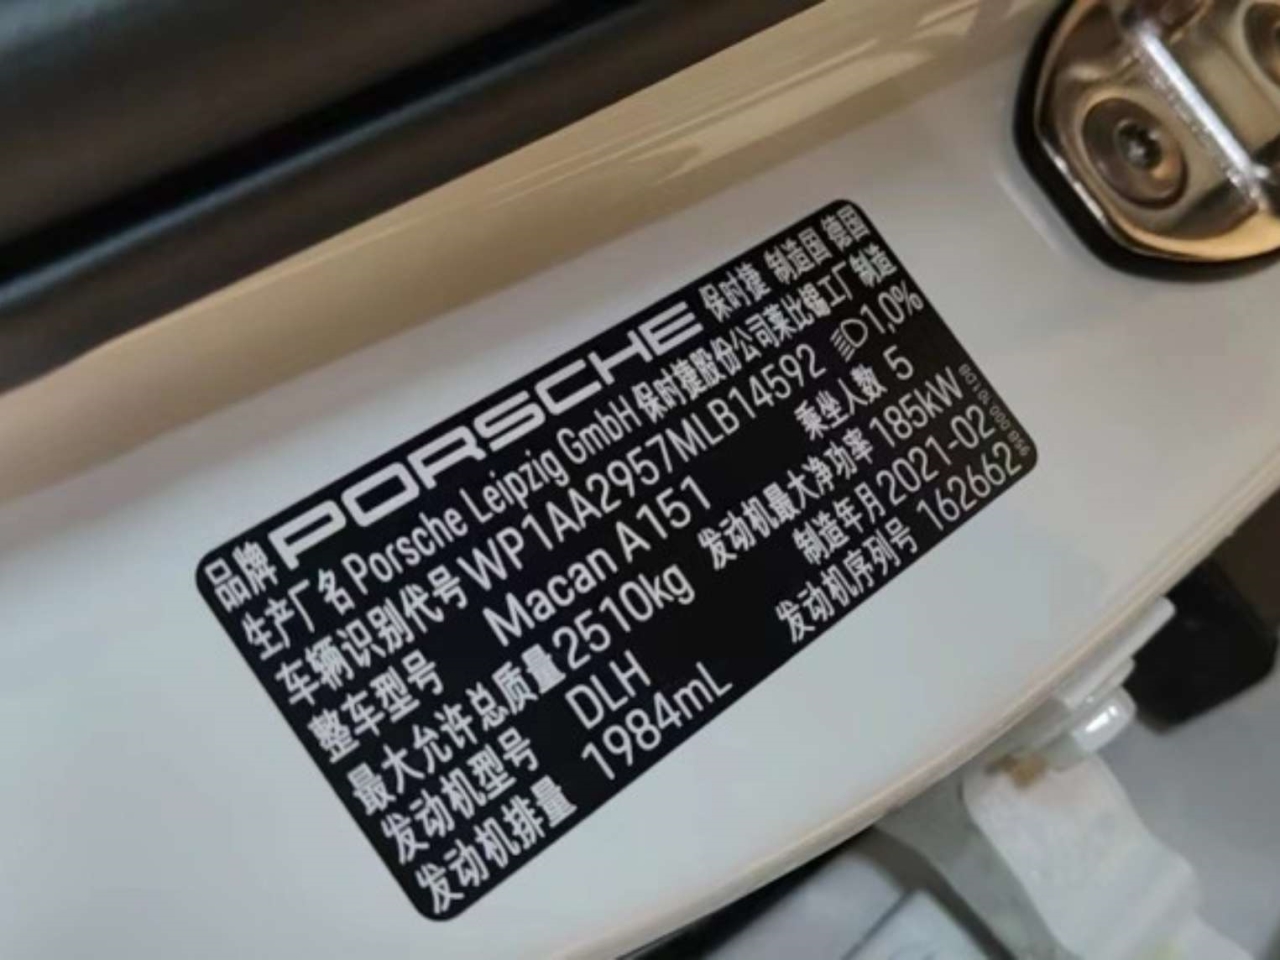 品牌 PORSCHE 保时捷 制造国 德国
生产厂名 Porsche Leipzig GmbH 保时捷股份公司莱比锡工厂制造
车辆识别代号 WP1AA2957MLB14592 1,0%
整车型号 Macan A151 乘坐人数 5
最大允许总质量 2510kg 发动机最大净功率 185kW
发动机型号 DLH 制造年月 2021-02
发动机排量 1984mL 发动机序列号 162662
95B.000.101DB